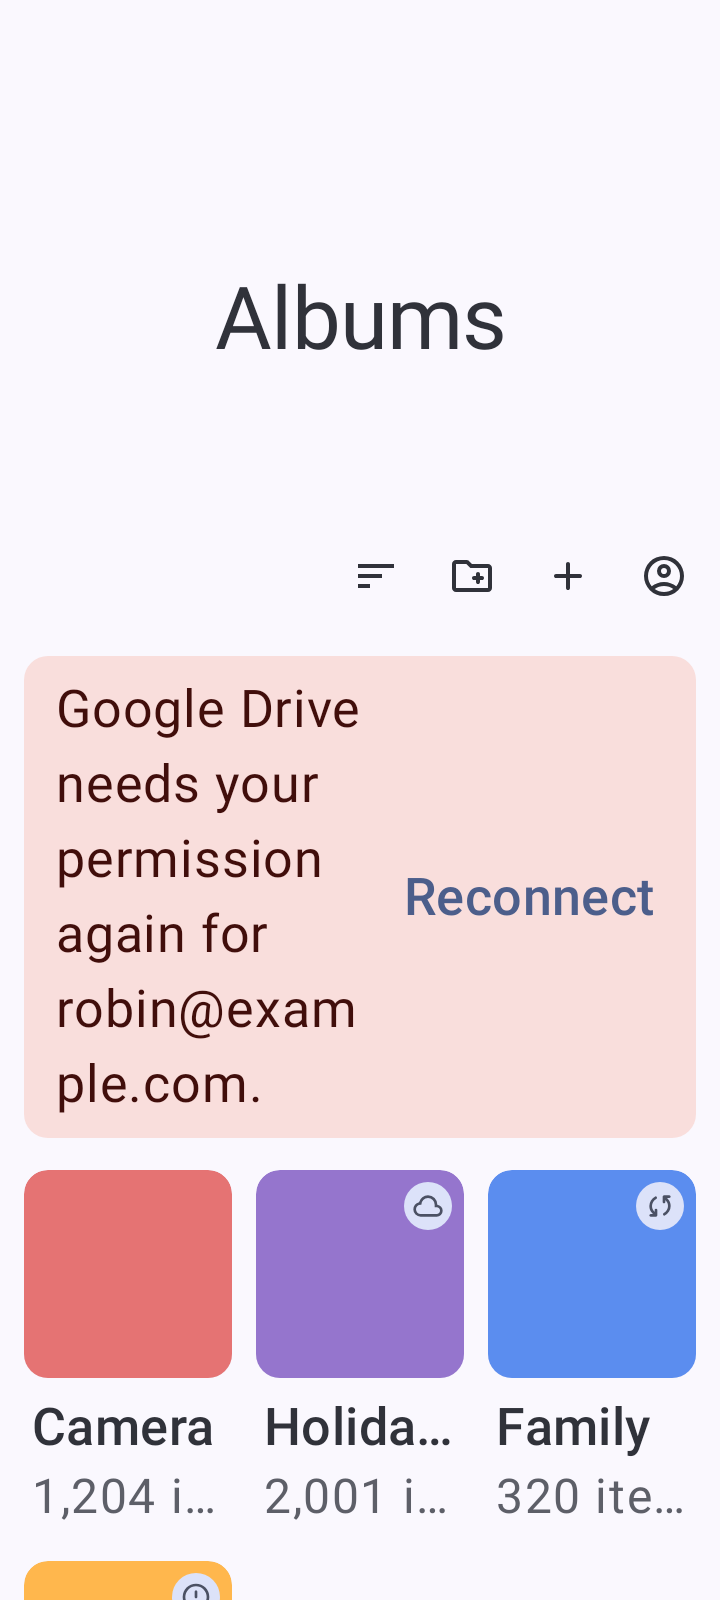 Albums
Google Drive
needs your
permission
again for
robin@exam
ple.com.
Reconnect
Camera
Holida…
Family
1,204 i…
2,001 i…
320 ite…